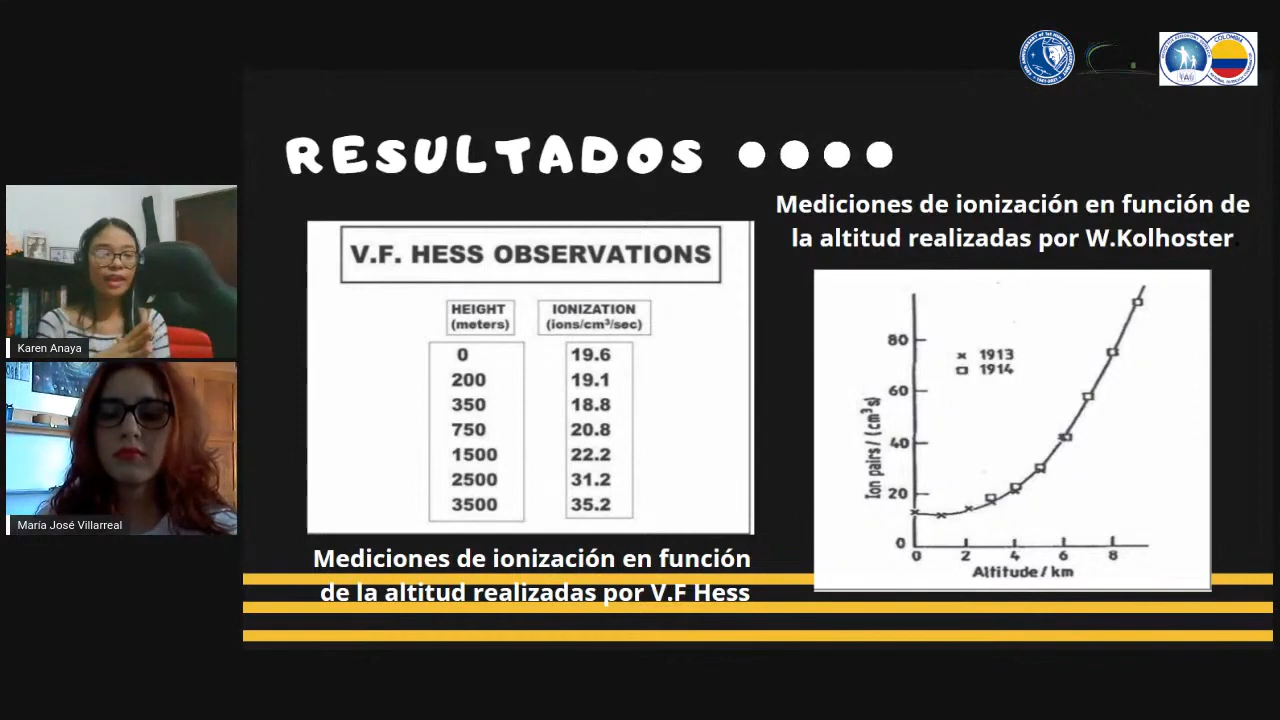 RESULTADOS
Mediciones de ionización en función de
la altitud realizadas por W.Kolhoster.
V.F. HESS OBSERVATIONS
HEIGHT IONIZATION
(meters) (ions/cm³/sec)
0 19.6
200 19.1
350 18.8
750 20.8
1500 22.2
2500 31.2
3500 35.2
Mediciones de ionización en función
de la altitud realizadas por V.F Hess
80
60
40
20
0
Ion pairs / (cm³s)
× 1913
□ 1914
0 2 4 6 8
Altitude / km
Karen Anaya
María José Villarreal
COLOMBIA